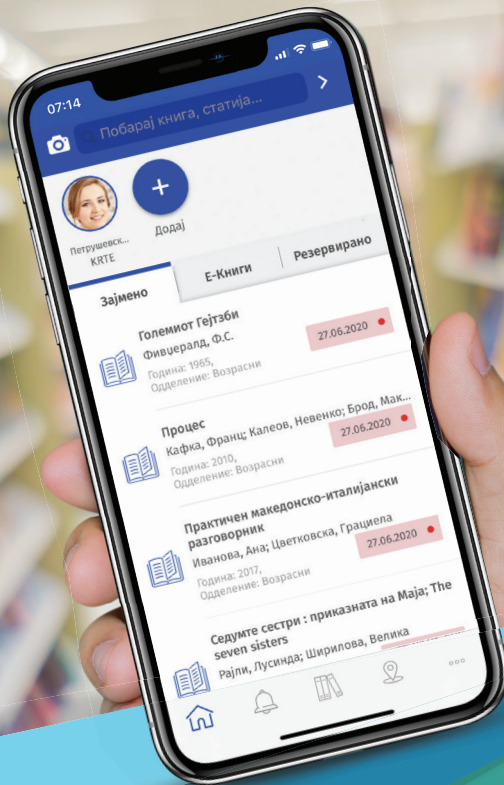 07:14
Побарај книга, статија...
Петрушевск...
KRTE
Додај
Зајмено
Е-Книги
Резервирано
Големиот Гејтзби
Фивџералд, Ф.С.
Година: 1965,
Одделение: Возрасни
27.06.2020
Процес
Кафка, Франц; Калеов, Невенко; Брод, Мак...
Година: 2010,
Одделение: Возрасни
27.06.2020
Практичен македонско-италијански
разговорник
Иванова, Ана; Цветковска, Грациела
Година: 2017,
Одделение: Возрасни
27.06.2020
Седумте сестри : приказната на Маја; The
seven sisters
Рајли, Лусинда; Ширилова, Велика